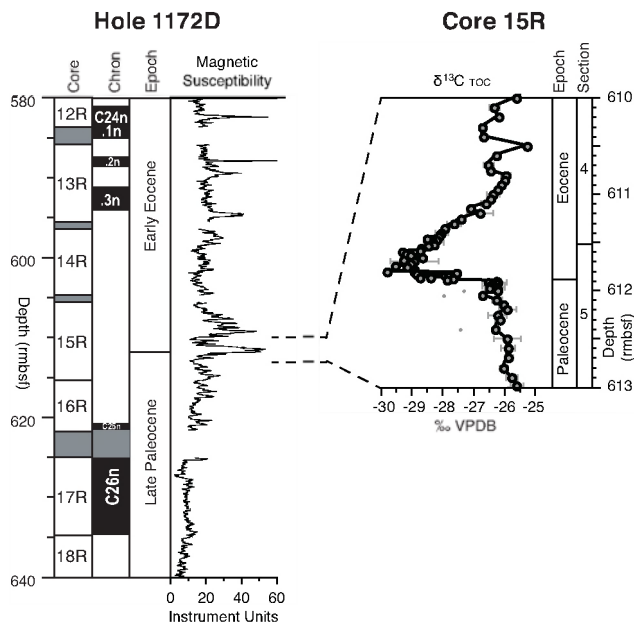 Hole 1172D
Core 15R
Core
Chron
Epoch
Magnetic
Susceptibility
δ13C TOC
Epoch
Section
580
600
620
640
Depth (rmbsf)
12R
13R
14R
15R
16R
17R
18R
C24n
.1n
.2n
.3n
C25n
C26n
Early Eocene
Late Paleocene
0 20 40 60
Instrument Units
Eocene
Paleocene
4
5
610
611
612
613
Depth
(rmbsf)
-30 -29 -28 -27 -26 -25
‰ VPDB